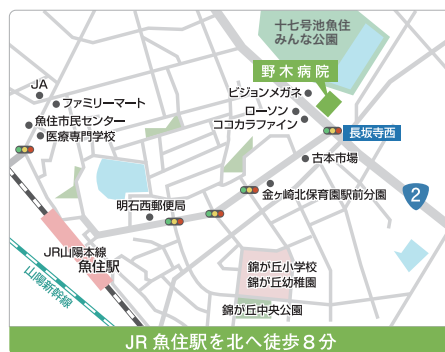 十七号池魚住
みんな公園
野木病院
ビジョンメガネ
JA
ファミリーマート
ローソン
ココカラファイン
魚住市民センター
医療専門学校
長坂寺西
古本市場
金ヶ崎北保育園駅前分園
2
明石西郵便局
JR山陽本線
魚住駅
山陽新幹線
錦が丘小学校
錦が丘幼稚園
錦が丘中央公園
JR魚住駅を北へ徒歩8分